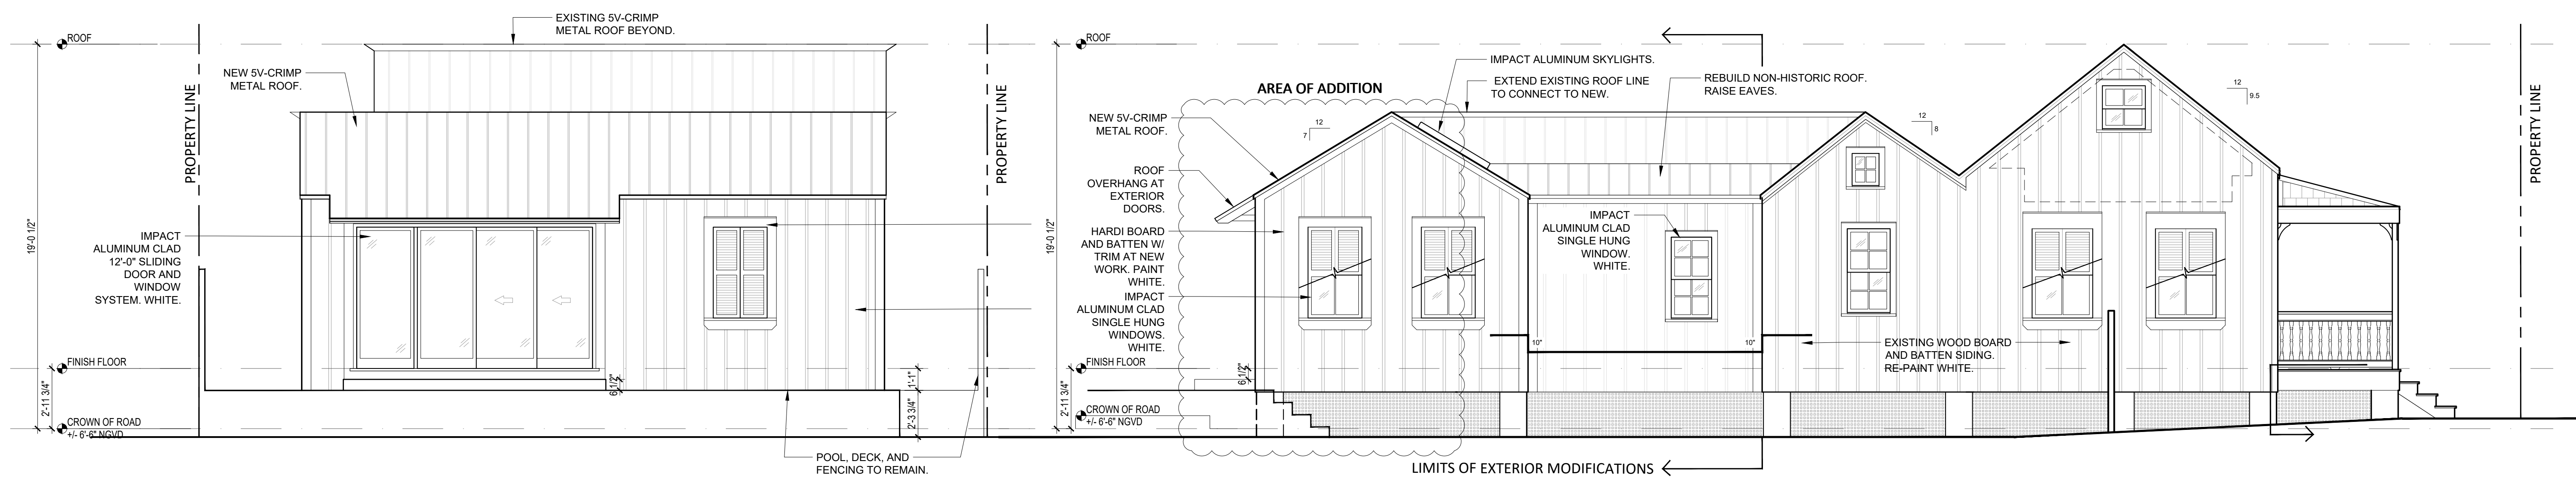 EXISTING 5V-CRIMP
METAL ROOF BEYOND.
ROOF
NEW 5V-CRIMP
METAL ROOF.
PROPERTY LINE
PROPERTY LINE
19'-0 1/2"
IMPACT
ALUMINUM CLAD
12'-0" SLIDING
DOOR AND
WINDOW
SYSTEM. WHITE.
FINISH FLOOR
2'-11 3/4"
CROWN OF ROAD
+/- 6'-6" NGVD
6 1/2"
1'-1"
2'-3 3/4"
POOL, DECK, AND
FENCING TO REMAIN.
ROOF
19'-0 1/2"
AREA OF ADDITION
IMPACT ALUMINUM SKYLIGHTS.
EXTEND EXISTING ROOF LINE
TO CONNECT TO NEW.
REBUILD NON-HISTORIC ROOF.
RAISE EAVES.
NEW 5V-CRIMP
METAL ROOF.
12
7
12
8
12
9.5
PROPERTY LINE
ROOF
OVERHANG AT
EXTERIOR
DOORS.
HARDI BOARD
AND BATTEN W/
TRIM AT NEW
WORK. PAINT
WHITE.
IMPACT
ALUMINUM CLAD
SINGLE HUNG
WINDOWS.
WHITE.
IMPACT
ALUMINUM CLAD
SINGLE HUNG
WINDOW.
WHITE.
10"
10"
EXISTING WOOD BOARD
AND BATTEN SIDING.
RE-PAINT WHITE.
FINISH FLOOR
6 1/2"
2'-11 3/4"
CROWN OF ROAD
+/- 6'-6" NGVD
LIMITS OF EXTERIOR MODIFICATIONS